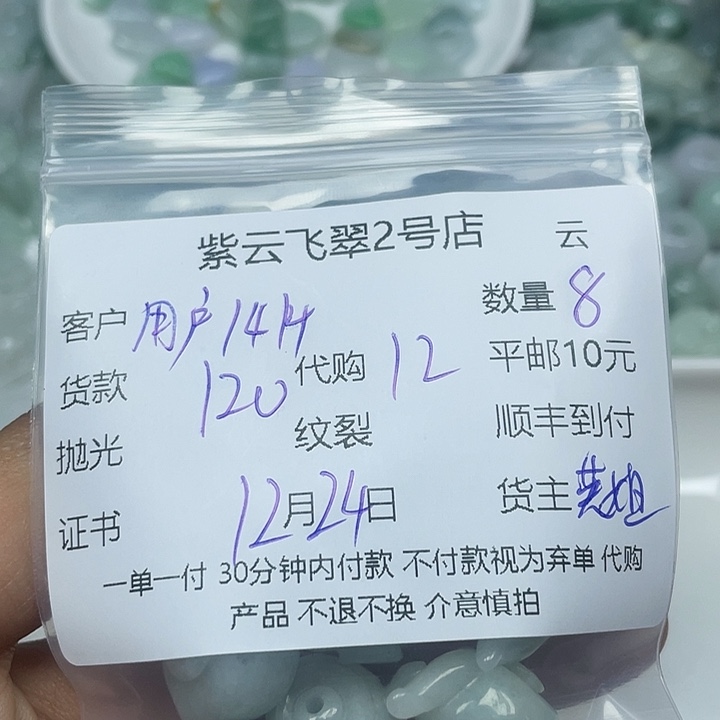 紫云飞翠2号店 云
客户 用户1414 数量 8
货款 120 代购 12 平邮10元
抛光 纹裂 顺丰到付
证书 12月24日 货主 英姐
一单一付 30分钟内付款 不付款视为弃单 代购
产品 不退不换 介意慎拍